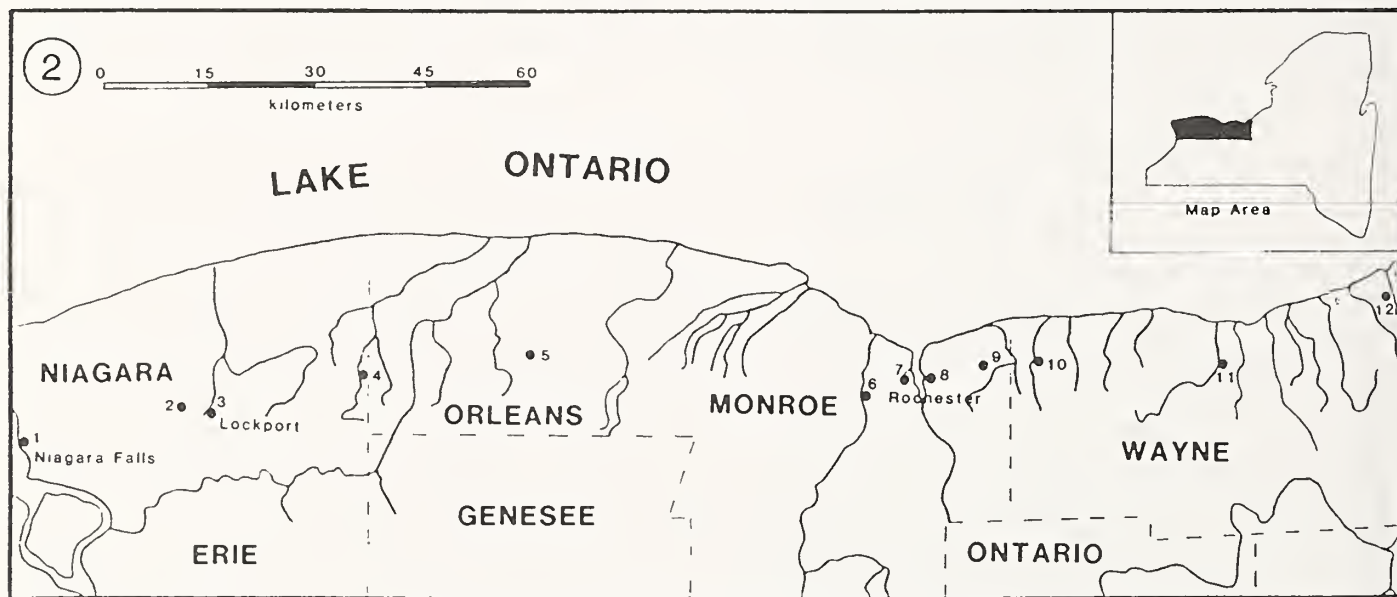 2
0 15 30 45 60
kilometers
LAKE ONTARIO
Map Area
NIAGARA
1
Niagara Falls
2
3
Lockport
4
5
ORLEANS
MONROE
6
7
Rochester
8
9
10
11
12
WAYNE
ERIE
GENESEE
ONTARIO